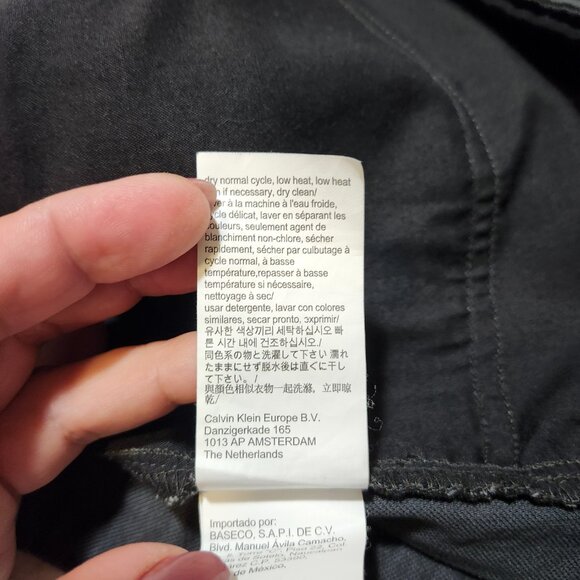 dry normal cycle, low heat, low heat
if necessary, dry clean/
à la machine à l'eau froide,
délicat, laver en séparant les
couleurs, seulement agent de
blanchiment non-chlore, sécher
rapidement, sécher par culbutage à
cycle normal, à basse
température,repasser à basse
température si nécessaire,
nettoyage à sec/
usar detergente, lavar con colores
similares, secar pronto, exprimir/
유사한 색상끼리 세탁하십시오 빠
른 시간 내에 건조하십시오./
同色系の物と洗濯して下さい 濡れ
たままにせず脱水後は直ぐに干し
て下さい/
與顏色相似衣物一起洗滌，立即晾
乾/
Calvin Klein Europe B.V.
Danzigerkade 165
1013 AP AMSTERDAM
The Netherlands
Importado por:
BASECO, S.A.P.I. DE C.V.
Blvd. Manuel Ávila Camacho,
Piso 22, Col.
Naucalpan
C.P. 53390,
de México,